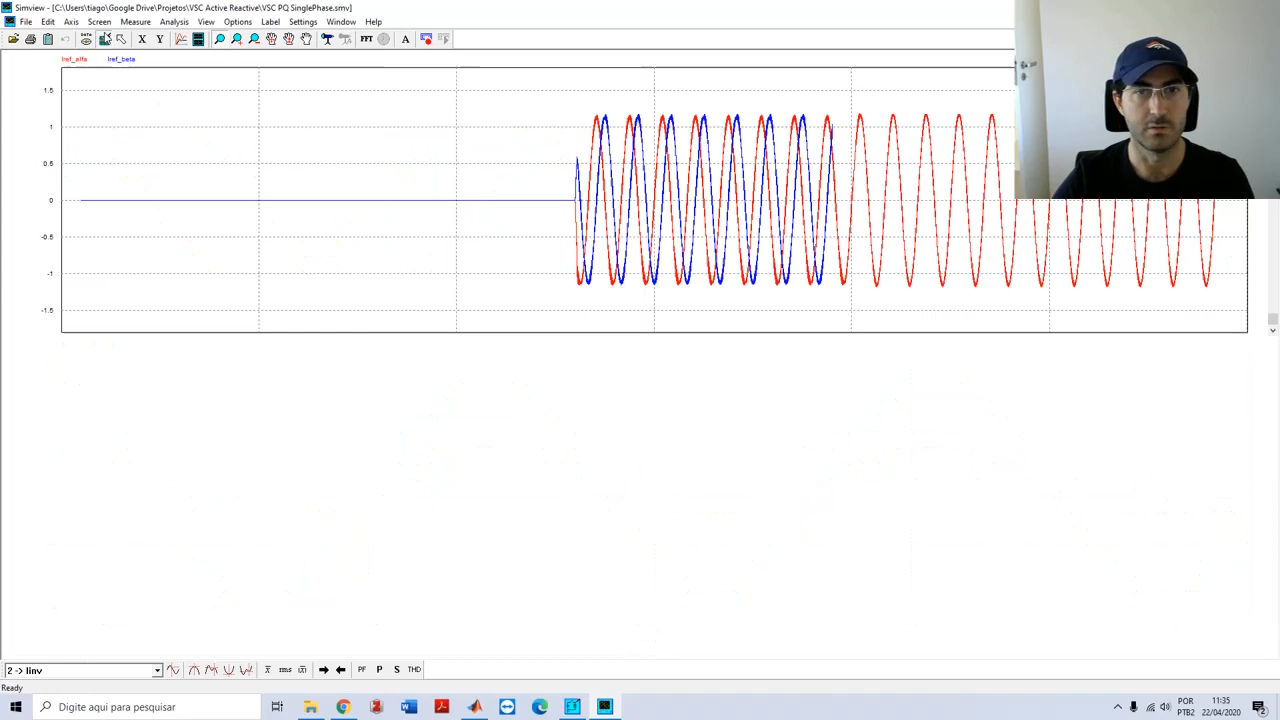 Simview - [C:\Users\tiago\Google Drive\Projetos\VSC Active Reactive\VSC PQ SinglePhase.smv]
File Edit Axis Screen Measure Analysis View Options Label Settings Window Help
X Y FFT A
Iref_alfa Iref_beta
1.5
1
0.5
0
-0.5
-1
-1.5
2 -> Iinv
rms PF P S THD
Ready
Digite aqui para pesquisar
POR 11:35
PTB2 22/04/2020